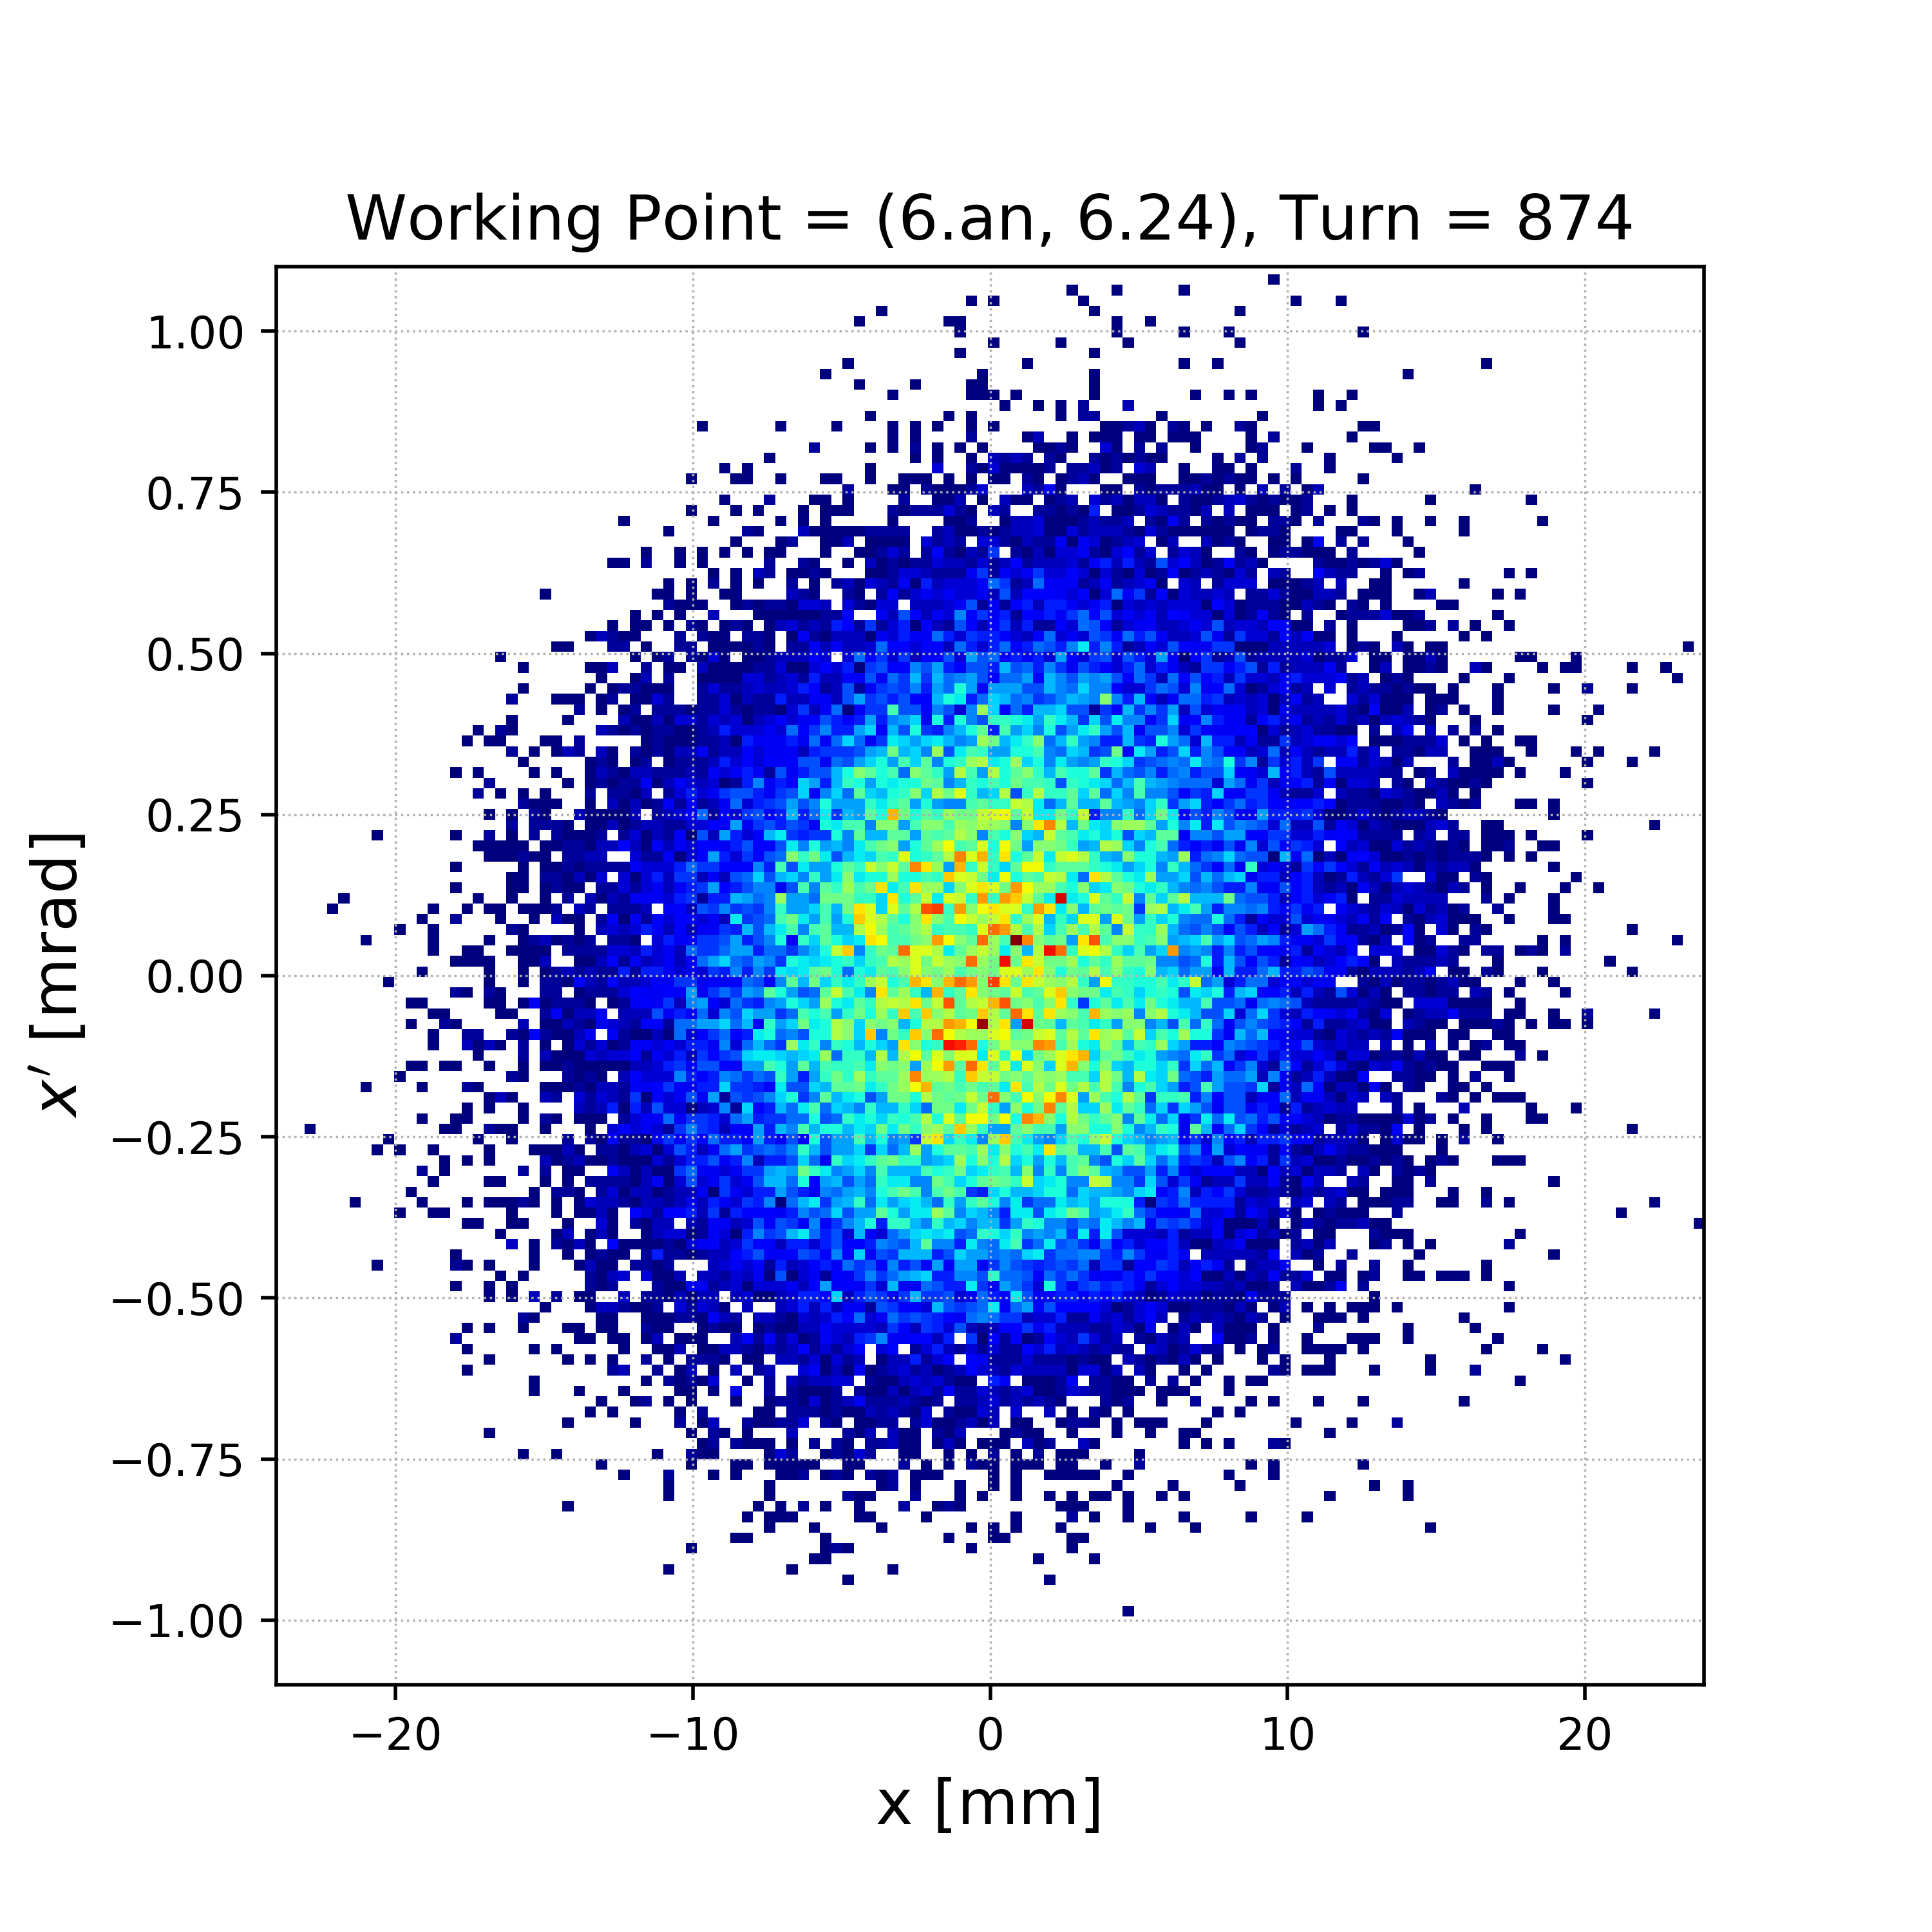 Working Point = (6.an, 6.24), Turn = 874
1.00
0.75
0.50
0.25
0.00
−0.25
−0.50
−0.75
−1.00
x′ [mrad]
−20 −10 0 10 20
x [mm]